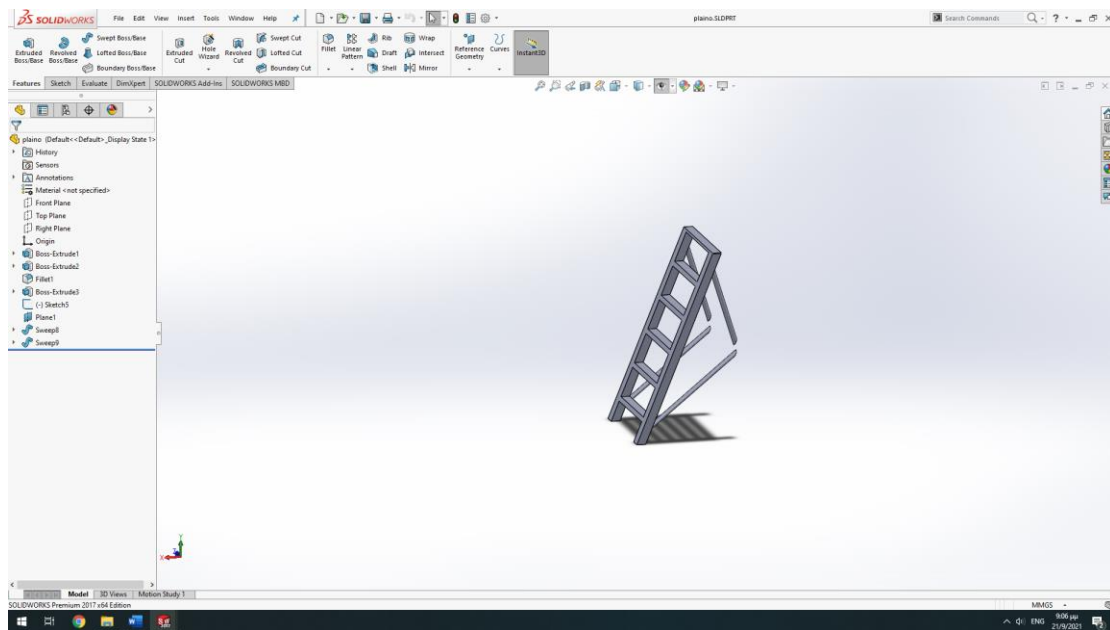 SOLIDWORKS File Edit View Insert Tools Window Help plaino.SLDPRT Search Commands
Extruded Boss/Base Revolved Boss/Base Swept Boss/Base Lofted Boss/Base Boundary Boss/Base Extruded Cut Hole Wizard Revolved Cut Swept Cut Lofted Cut Boundary Cut Fillet Linear Pattern Rib Draft Shell Wrap Intersect Mirror Reference Geometry Curves Instant3D
Features Sketch Evaluate DimXpert SOLIDWORKS Add-Ins SOLIDWORKS MBD
plaino (Default<<Default>_Display State 1>
History
Sensors
Annotations
Material <not specified>
Front Plane
Top Plane
Right Plane
Origin
Boss-Extrude1
Boss-Extrude2
Fillet1
Boss-Extrude3
(-) Sketch5
Plane1
Sweep8
Sweep9
Y
Z
X
Model 3D Views Motion Study 1
SOLIDWORKS Premium 2017 x64 Edition MMGS
ENG 9:06 μμ
21/9/2021